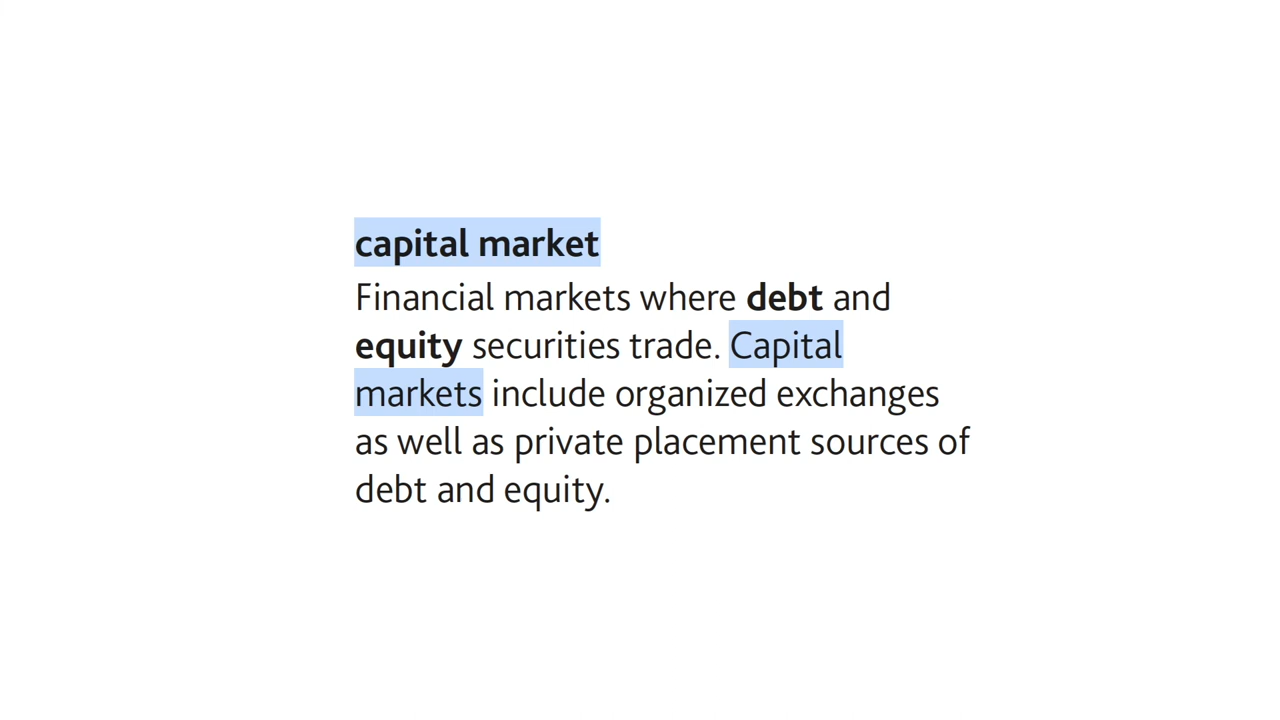 capital market
Financial markets where debt and
equity securities trade. Capital
markets include organized exchanges
as well as private placement sources of
debt and equity.